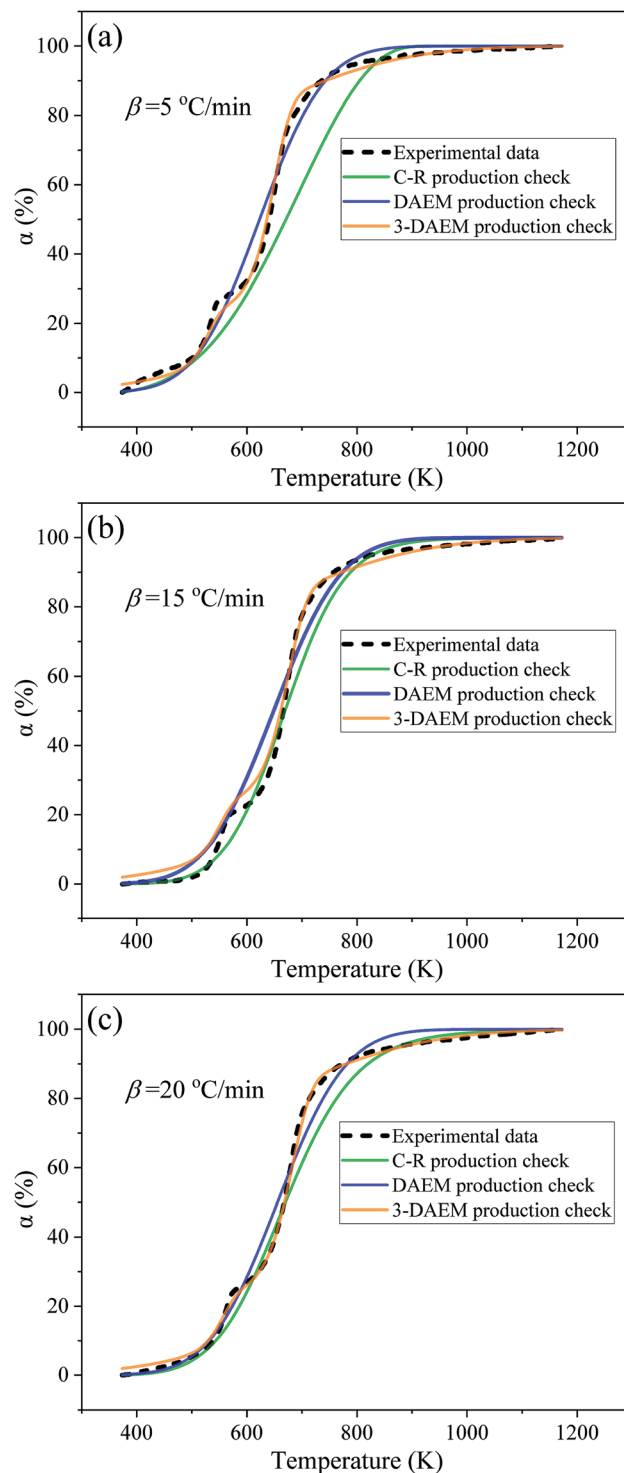 (a)
β=5 °C/min
Experimental data
C-R production check
DAEM production check
3-DAEM production check
α (%)
100
80
60
40
20
0
400 600 800 1000 1200
Temperature (K)
(b)
β=15 °C/min
Experimental data
C-R production check
DAEM production check
3-DAEM production check
α (%)
100
80
60
40
20
0
400 600 800 1000 1200
Temperature (K)
(c)
β=20 °C/min
Experimental data
C-R production check
DAEM production check
3-DAEM production check
α (%)
100
80
60
40
20
0
400 600 800 1000 1200
Temperature (K)